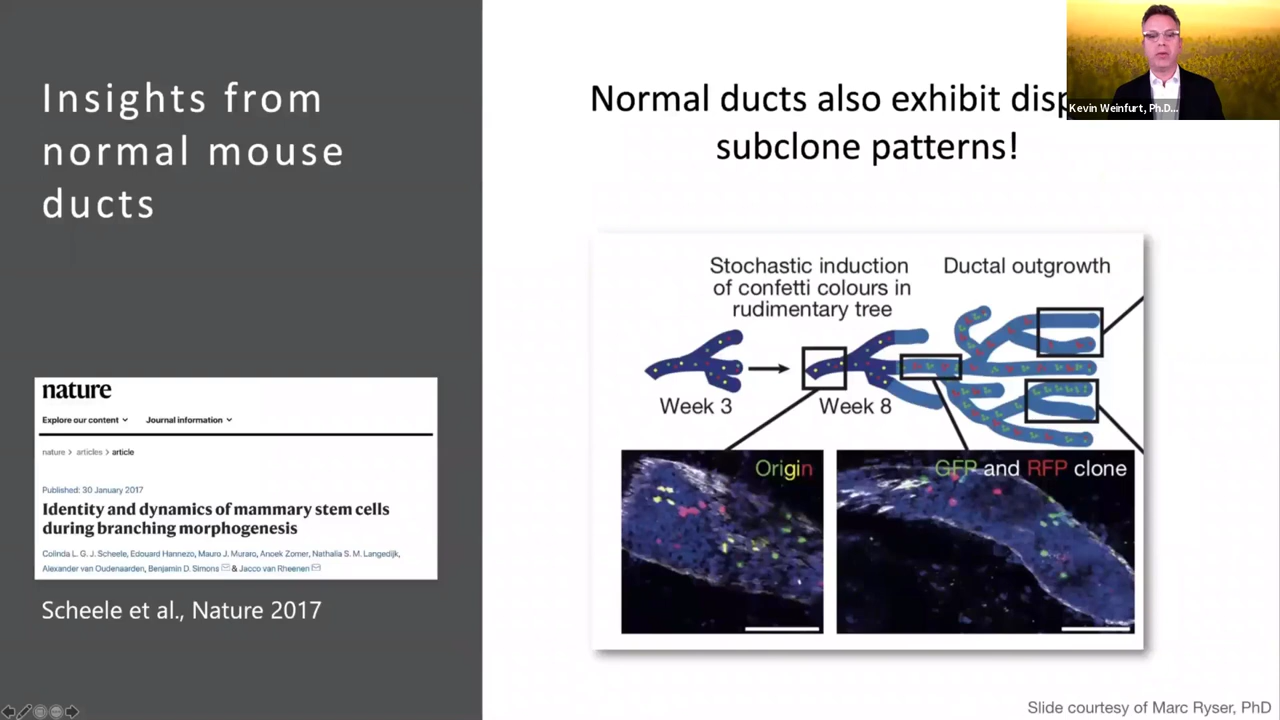 Insights from
normal mouse
ducts
nature
Explore our content
Journal information
nature > articles > article
Published: 30 January 2017
Identity and dynamics of mammary stem cells
during branching morphogenesis
Colinda L. G. J. Scheele, Edouard Hannezo, Mauro J. Muraro, Anoek Zomer, Nathalia S. M. Langedijk,
Alexander van Oudenaarden, Benjamin D. Simons & Jacco van Rheenen
Scheele et al., Nature 2017
Normal ducts also exhibit
subclone patterns!
Kevin Weinfurt, Ph.D...
Stochastic induction
of confetti colours in
rudimentary tree
Ductal outgrowth
Week 3
Week 8
Origin
GFP and RFP clone
Slide courtesy of Marc Ryser, PhD